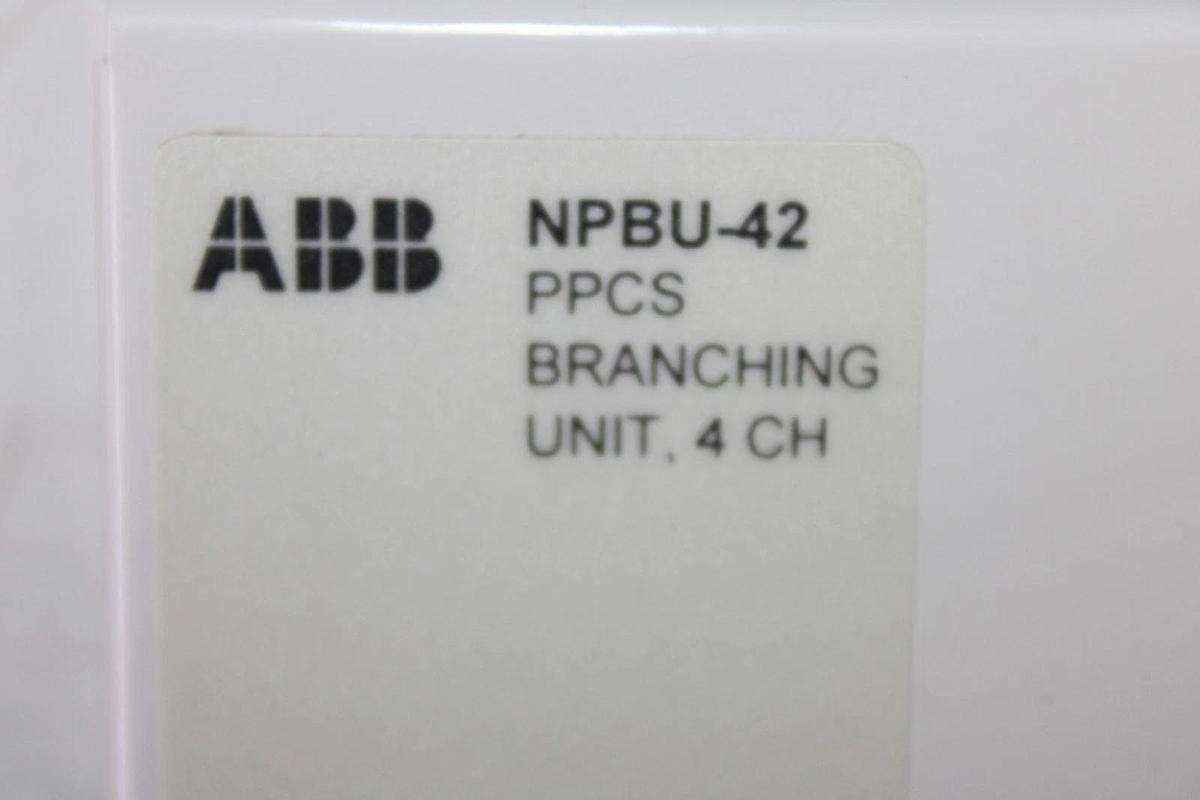 ABB
NPBU-42
PPCS
BRANCHING
UNIT, 4 CH